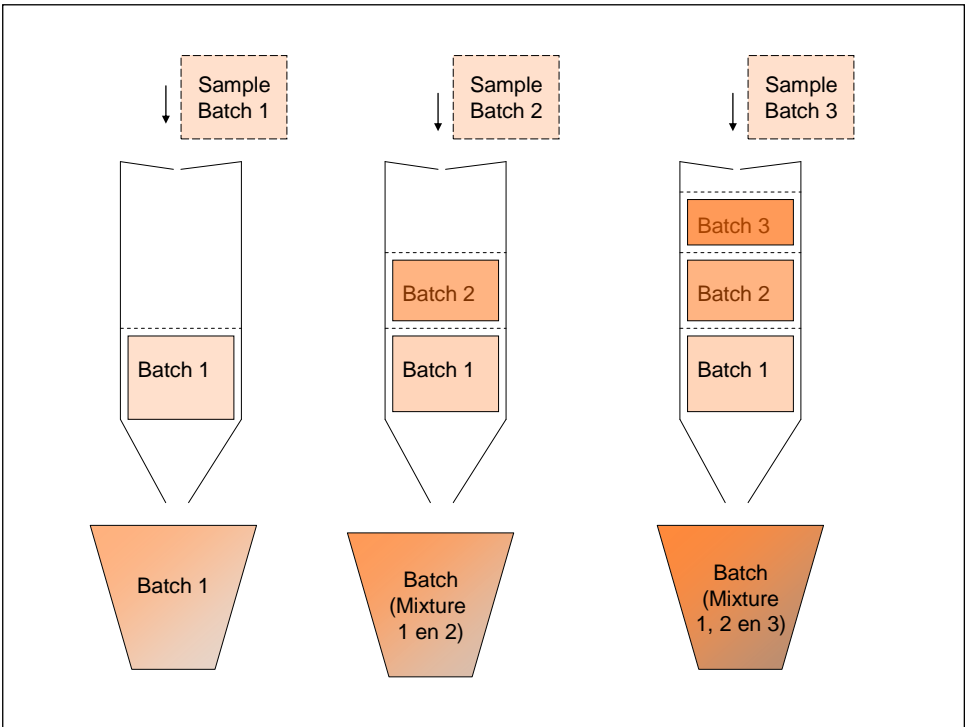 Sample
Batch 1
Sample
Batch 2
Sample
Batch 3
Batch 1
Batch 2
Batch 1
Batch 3
Batch 2
Batch 1
Batch 1
Batch
(Mixture
1 en 2)
Batch
(Mixture
1, 2 en 3)